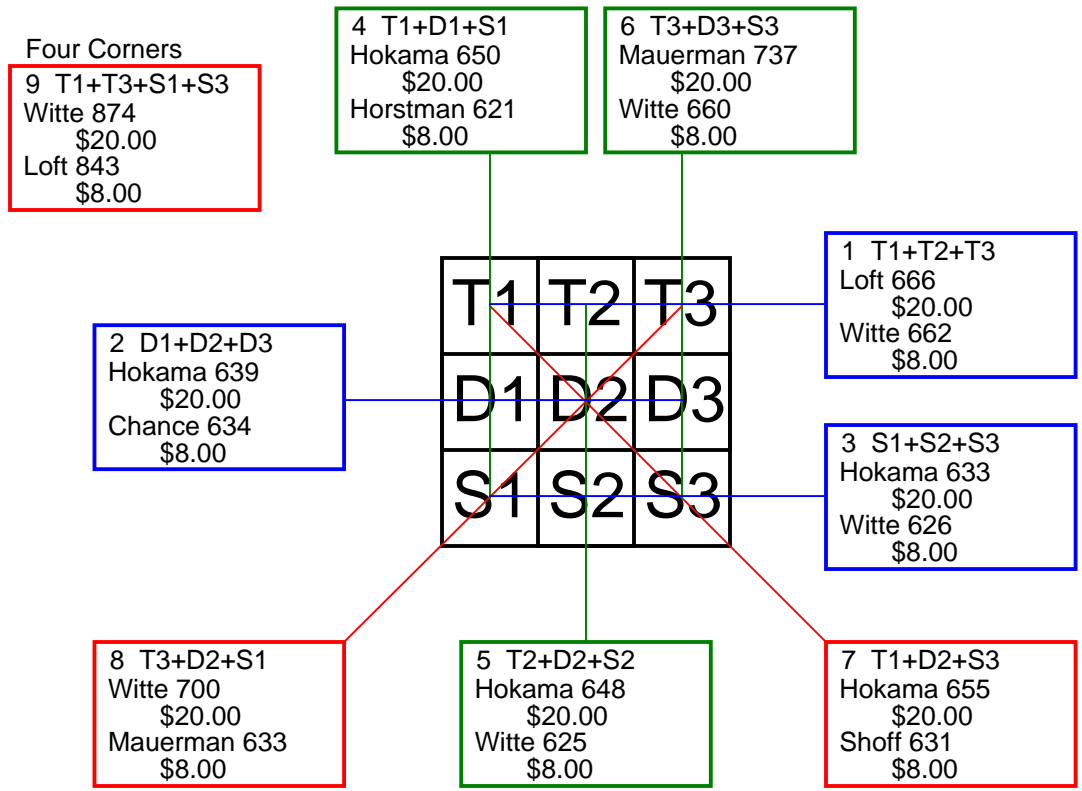 Four Corners
9 T1+T3+S1+S3
Witte 874
$20.00
Loft 843
$8.00
4 T1+D1+S1
Hokama 650
$20.00
Horstman 621
$8.00
6 T3+D3+S3
Mauerman 737
$20.00
Witte 660
$8.00
1 T1+T2+T3
Loft 666
$20.00
Witte 662
$8.00
T1 T2 T3
D1 D2 D3
S1 S2 S3
2 D1+D2+D3
Hokama 639
$20.00
Chance 634
$8.00
3 S1+S2+S3
Hokama 633
$20.00
Witte 626
$8.00
8 T3+D2+S1
Witte 700
$20.00
Mauerman 633
$8.00
5 T2+D2+S2
Hokama 648
$20.00
Witte 625
$8.00
7 T1+D2+S3
Hokama 655
$20.00
Shoff 631
$8.00